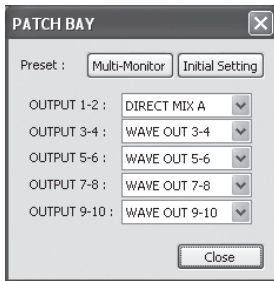 PATCH BAY
Preset : Multi-Monitor Initial Setting
OUTPUT 1-2 : DIRECT MIX A
OUTPUT 3-4 : WAVE OUT 3-4
OUTPUT 5-6 : WAVE OUT 5-6
OUTPUT 7-8 : WAVE OUT 7-8
OUTPUT 9-10 : WAVE OUT 9-10
Close